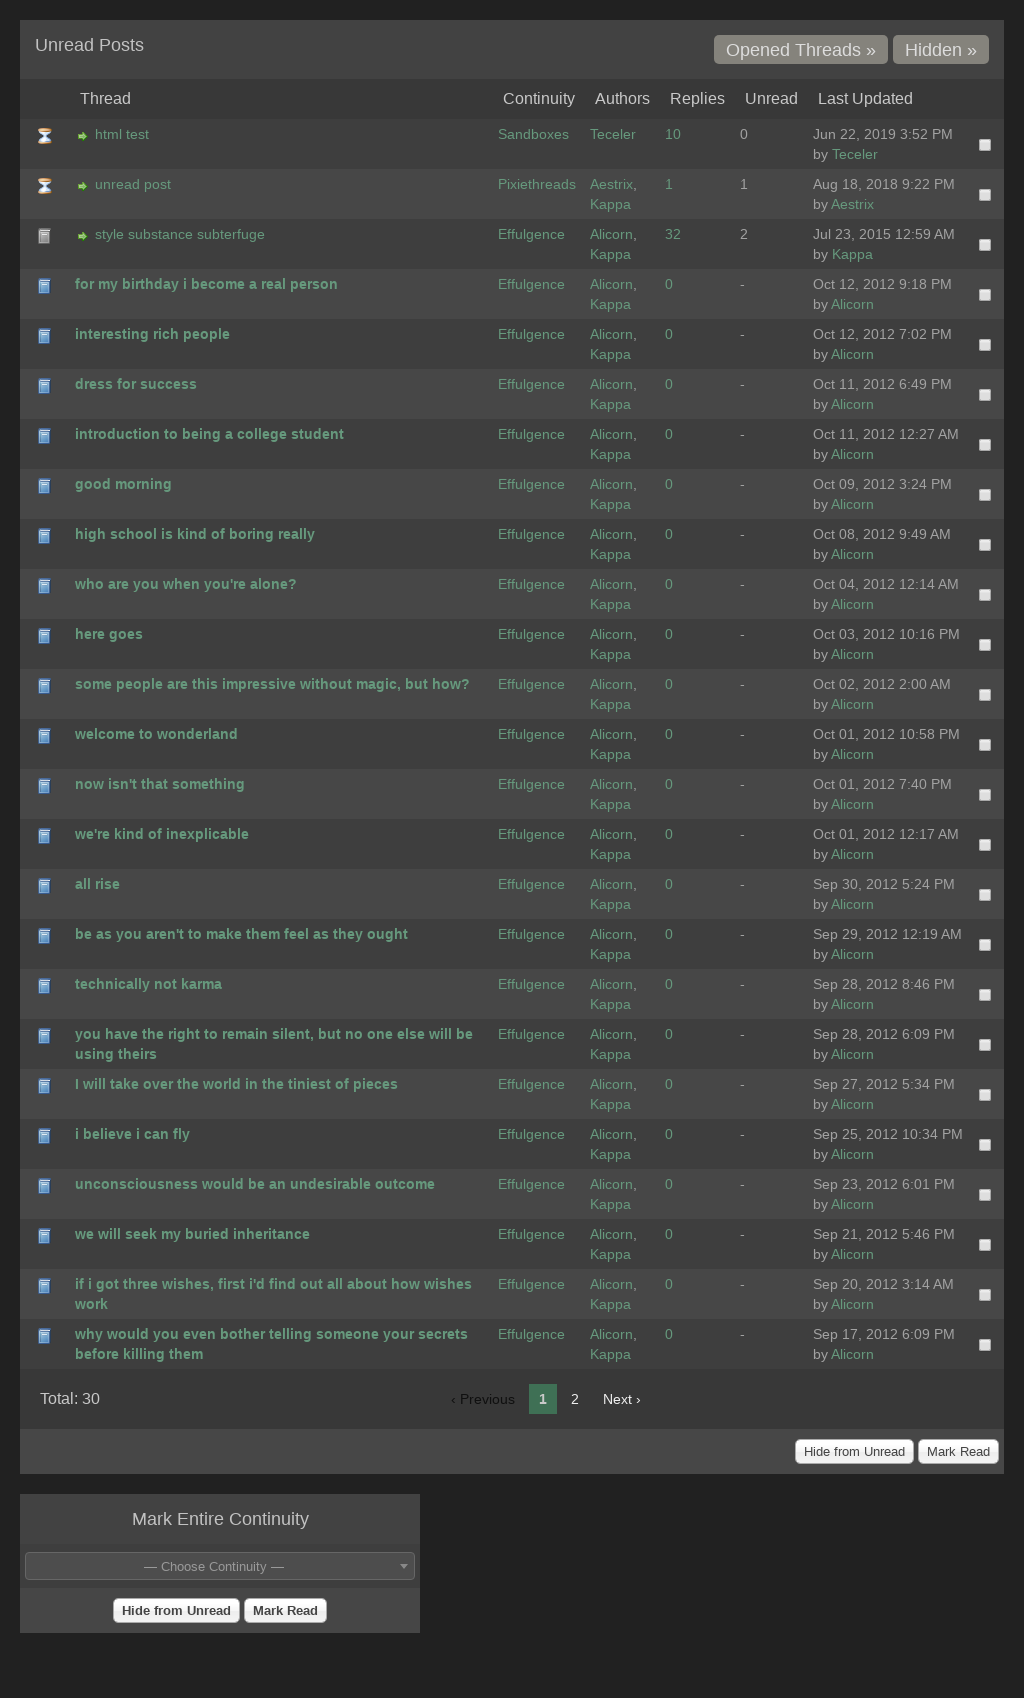 Unread Posts
Opened Threads » Hidden »
Thread Continuity Authors Replies Unread Last Updated
html test Sandboxes Teceler 10 0 Jun 22, 2019 3:52 PM
by Teceler
unread post Pixiethreads Aestrix, 1 1 Aug 18, 2018 9:22 PM
Kappa by Aestrix
style substance subterfuge Effulgence Alicorn, 32 2 Jul 23, 2015 12:59 AM
Kappa by Kappa
for my birthday i become a real person Effulgence Alicorn, 0 - Oct 12, 2012 9:18 PM
Kappa by Alicorn
interesting rich people Effulgence Alicorn, 0 - Oct 12, 2012 7:02 PM
Kappa by Alicorn
dress for success Effulgence Alicorn, 0 - Oct 11, 2012 6:49 PM
Kappa by Alicorn
introduction to being a college student Effulgence Alicorn, 0 - Oct 11, 2012 12:27 AM
Kappa by Alicorn
good morning Effulgence Alicorn, 0 - Oct 09, 2012 3:24 PM
Kappa by Alicorn
high school is kind of boring really Effulgence Alicorn, 0 - Oct 08, 2012 9:49 AM
Kappa by Alicorn
who are you when you're alone? Effulgence Alicorn, 0 - Oct 04, 2012 12:14 AM
Kappa by Alicorn
here goes Effulgence Alicorn, 0 - Oct 03, 2012 10:16 PM
Kappa by Alicorn
some people are this impressive without magic, but how? Effulgence Alicorn, 0 - Oct 02, 2012 2:00 AM
Kappa by Alicorn
welcome to wonderland Effulgence Alicorn, 0 - Oct 01, 2012 10:58 PM
Kappa by Alicorn
now isn't that something Effulgence Alicorn, 0 - Oct 01, 2012 7:40 PM
Kappa by Alicorn
we're kind of inexplicable Effulgence Alicorn, 0 - Oct 01, 2012 12:17 AM
Kappa by Alicorn
all rise Effulgence Alicorn, 0 - Sep 30, 2012 5:24 PM
Kappa by Alicorn
be as you aren't to make them feel as they ought Effulgence Alicorn, 0 - Sep 29, 2012 12:19 AM
Kappa by Alicorn
technically not karma Effulgence Alicorn, 0 - Sep 28, 2012 8:46 PM
Kappa by Alicorn
you have the right to remain silent, but no one else will be Effulgence Alicorn, 0 - Sep 28, 2012 6:09 PM
using theirs Kappa by Alicorn
I will take over the world in the tiniest of pieces Effulgence Alicorn, 0 - Sep 27, 2012 5:34 PM
Kappa by Alicorn
i believe i can fly Effulgence Alicorn, 0 - Sep 25, 2012 10:34 PM
Kappa by Alicorn
unconsciousness would be an undesirable outcome Effulgence Alicorn, 0 - Sep 23, 2012 6:01 PM
Kappa by Alicorn
we will seek my buried inheritance Effulgence Alicorn, 0 - Sep 21, 2012 5:46 PM
Kappa by Alicorn
if i got three wishes, first i'd find out all about how wishes Effulgence Alicorn, 0 - Sep 20, 2012 3:14 AM
work Kappa by Alicorn
why would you even bother telling someone your secrets Effulgence Alicorn, 0 - Sep 17, 2012 6:09 PM
before killing them Kappa by Alicorn
Total: 30 ‹ Previous 1 2 Next ›
Hide from Unread Mark Read
Mark Entire Continuity
— Choose Continuity —
Hide from Unread Mark Read